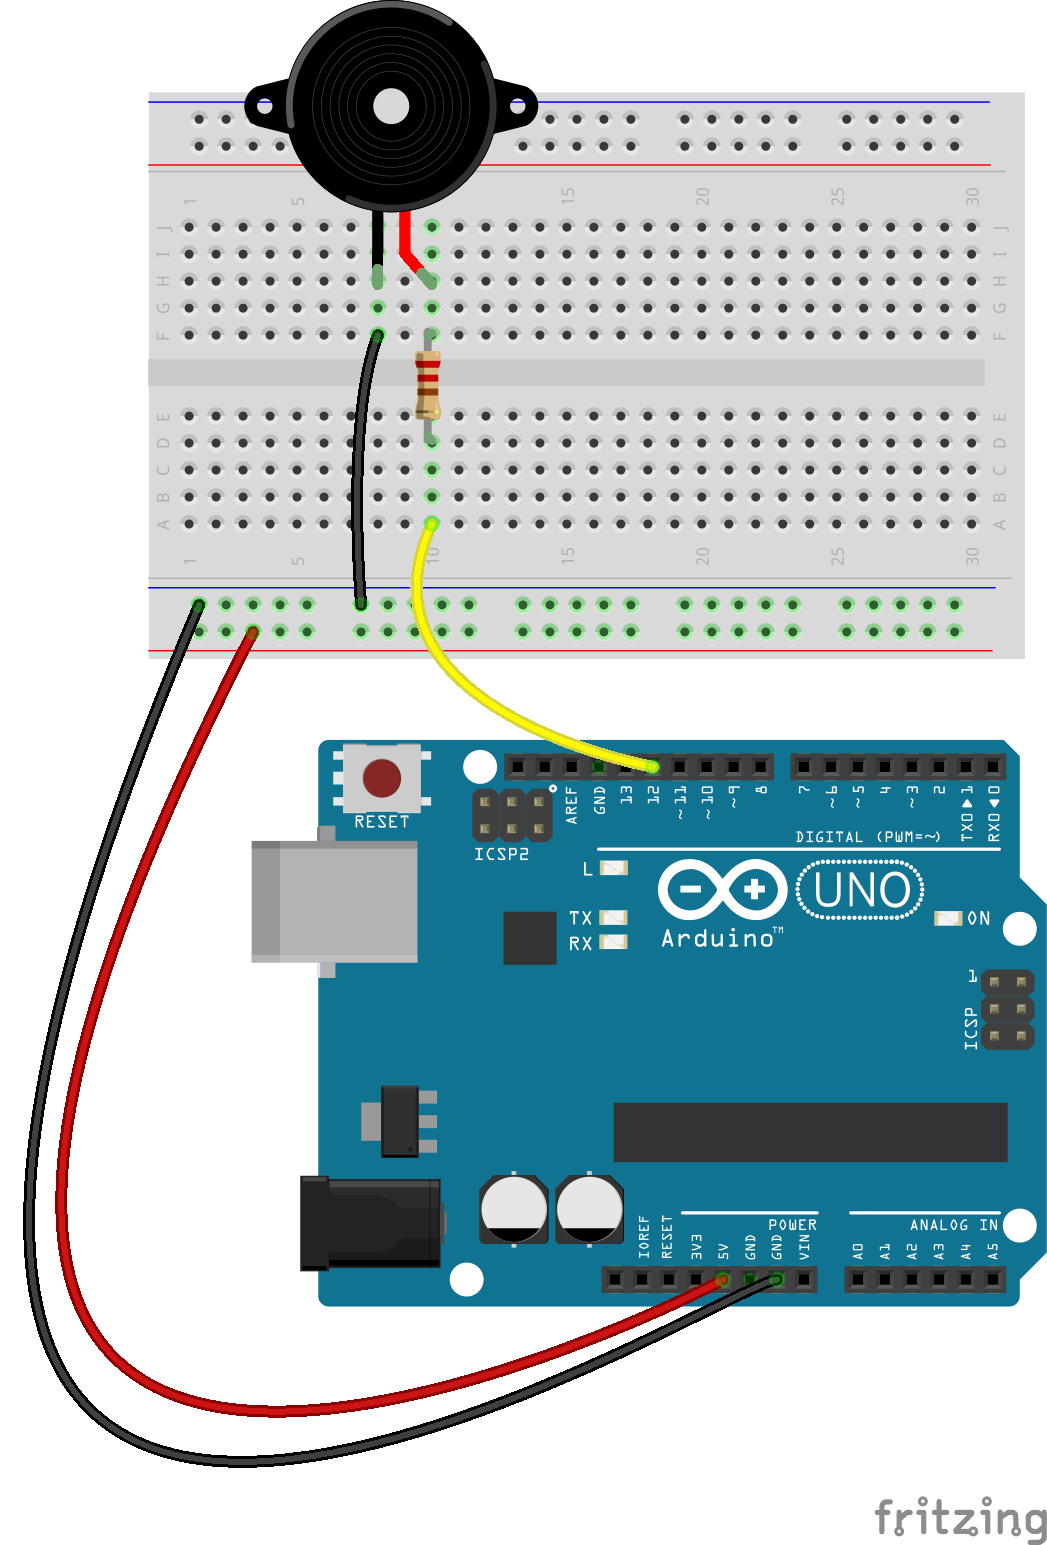 1 5 15 20 25 30
J J
I I
H H
G G
F F
E E
D D
C C
B B
A A
1 5 10 15 20 25 30
RESET
ICSP2
AREF
GND
13
12
~11
~10
~9
8
7
~6
~5
4
~3
2
TX0▶1
RX0◀0
DIGITAL (PWM=~)
L
TX
RX
UNO
Arduino™
ON
1
ICSP
POWER
ANALOG IN
IOREF
RESET
3V3
5V
GND
GND
VIN
A0
A1
A2
A3
A4
A5
fritzing